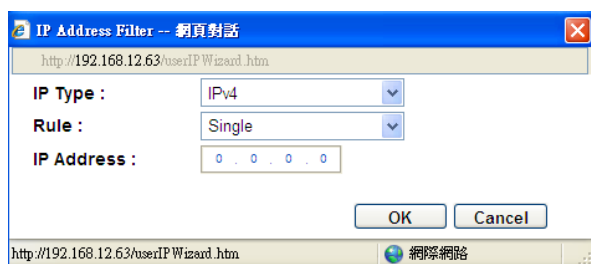 IP Address Filter -- 網頁對話
http://192.168.12.63/userIPWizard.htm
IP Type : IPv4
Rule : Single
IP Address : 0 . 0 . 0 . 0
OK Cancel
http://192.168.12.63/userIPWizard.htm 網際網路